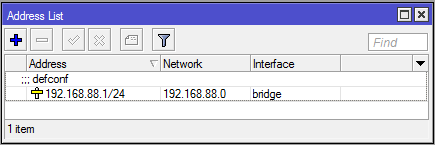 Address List
Find
Address Network Interface
;;; defconf
192.168.88.1/24 192.168.88.0 bridge
1 item